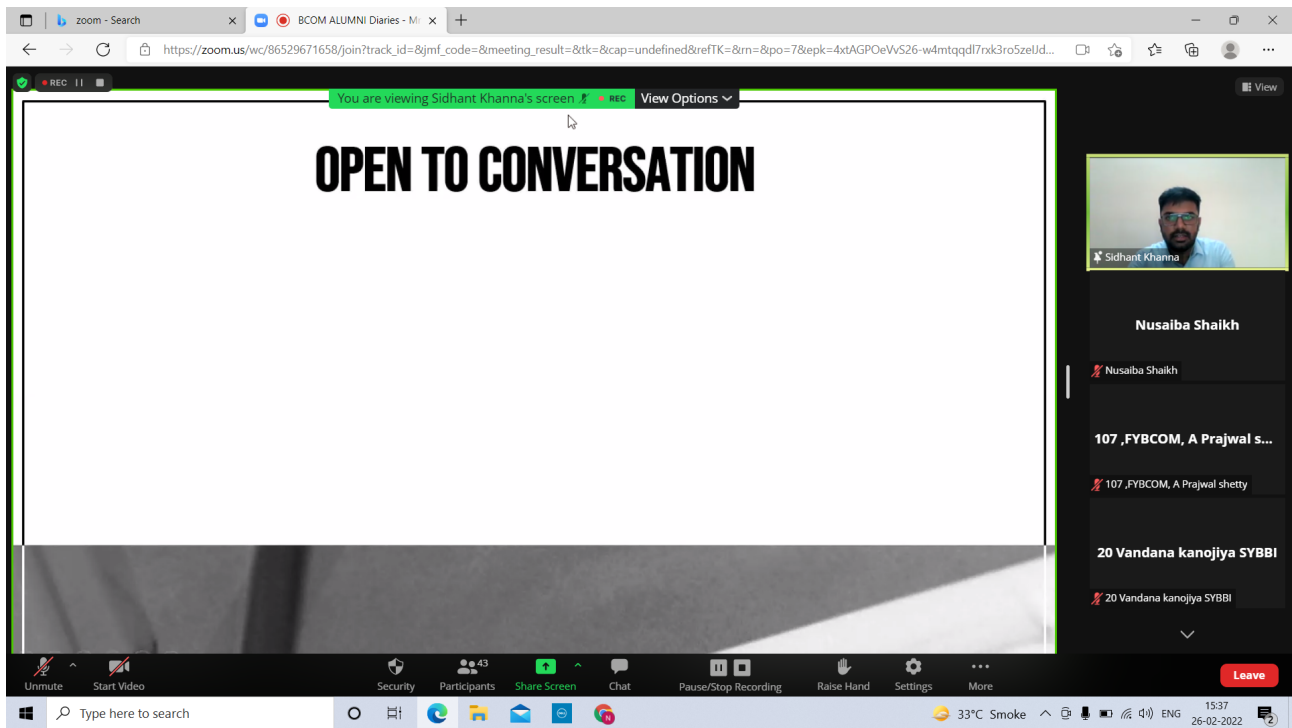 zoom - Search
BCOM ALUMNI Diaries - M
https://zoom.us/wc/86529671658/join?track_id=&jmf_code=&meeting_result=&tk=&cap=undefined&refTK=&rn=&po=7&epk=4xtAGPOeVvS26-w4mtqqdl7rxk3ro5zeIJd...
REC
You are viewing Sidhant Khanna's screen REC View Options
View
OPEN TO CONVERSATION
Sidhant Khanna
Nusaiba Shaikh
Nusaiba Shaikh
107 ,FYBCOM, A Prajwal s...
107 ,FYBCOM, A Prajwal shetty
20 Vandana kanojiya SYBBI
20 Vandana kanojiya SYBBI
43
Unmute Start Video Security Participants Share Screen Chat Pause/Stop Recording Raise Hand Settings More Leave
Type here to search
33°C Smoke ENG
15:37
26-02-2022
2